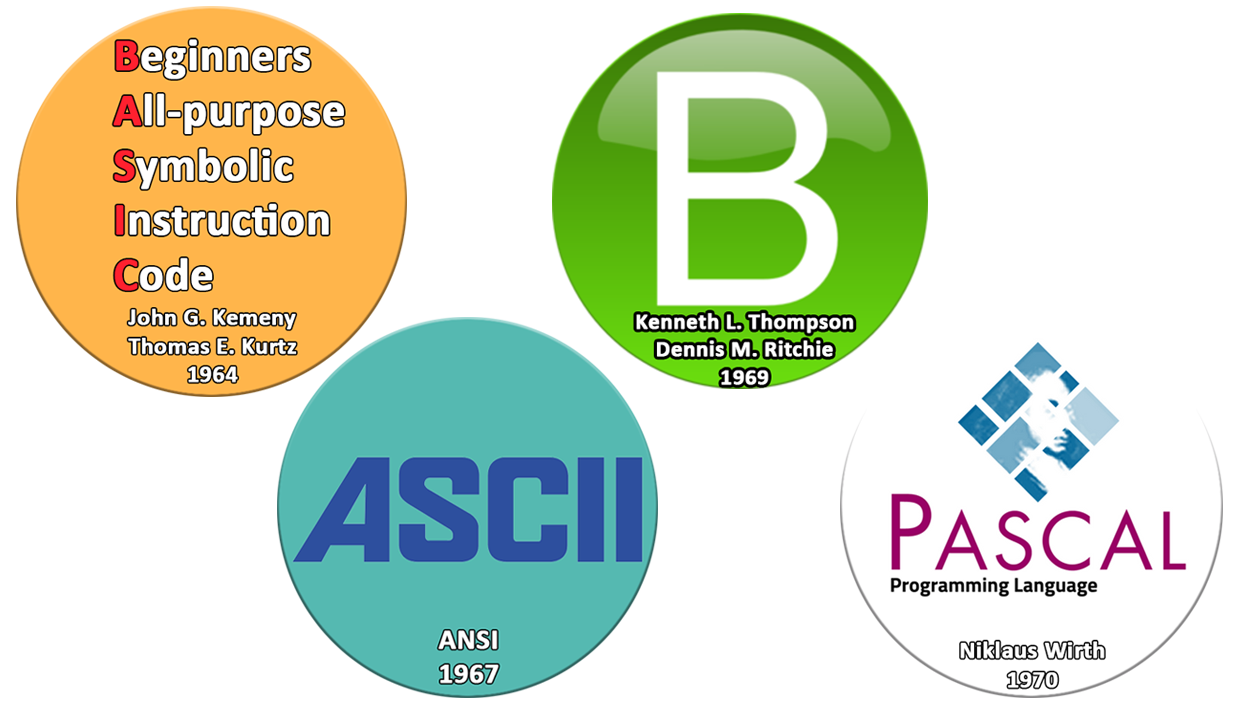 Beginners
All-purpose
Symbolic
Instruction
Code
John G. Kemeny
Thomas E. Kurtz
1964
ASCII
ANSI
1967
B
Kenneth L. Thompson
Dennis M. Ritchie
1969
PASCAL
Programming Language
Niklaus Wirth
1970